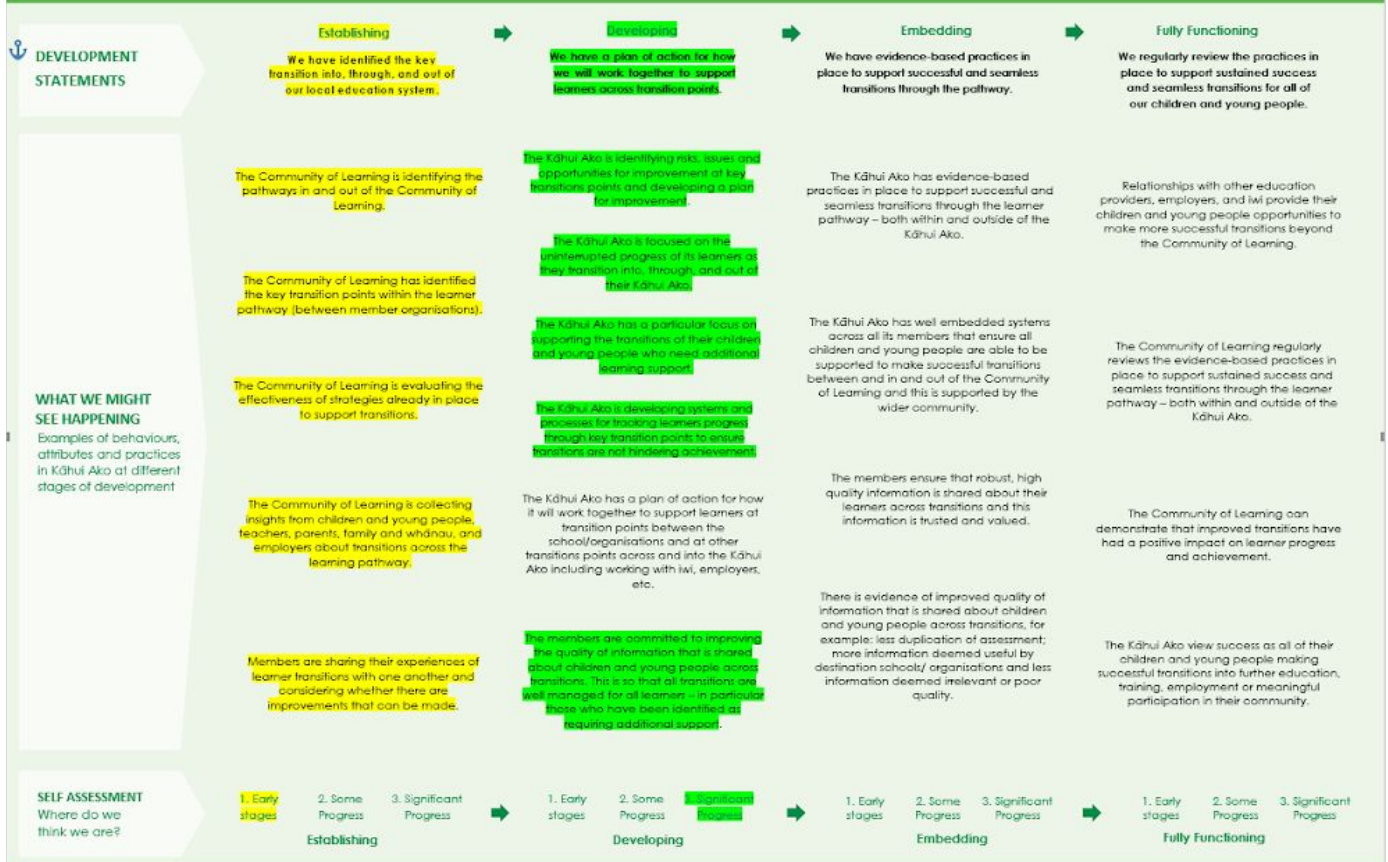 DEVELOPMENT
STATEMENTS
Establishing
We have identified the key
transition into, through, and out of
our local education system.
Developing
We have a plan of action for how
we will work together to support
learners across transition points.
Embedding
We have evidence-based practices in
place to support successful and seamless
transitions through the pathway.
Fully Functioning
We regularly review the practices in
place to support sustained success
and seamless transitions for all of
our children and young people.
WHAT WE MIGHT
SEE HAPPENING
Examples of behaviours,
attributes and practices
in Kāhui Ako at different
stages of development
The Community of Learning is identifying the
pathways in and out of the Community of
Learning.
The Community of Learning has identified
the key transition points within the learner
pathway (between member organisations).
The Community of Learning is evaluating the
effectiveness of strategies already in place
to support transitions.
The Community of Learning is collecting
insights from children and young people,
teachers, parents, family and whānau, and
employers about transitions across the
learning pathway.
Members are sharing their experiences of
learner transitions with one another and
considering whether there are
improvements that can be made.
The Kāhui Ako is identifying risks, issues and
opportunities for improvement at key
transitions points and developing a plan
for improvement.
The Kāhui Ako is focused on the
uninterrupted progress of its learners as
they transition into, through, and out of
their Kāhui Ako.
The Kāhui Ako has a particular focus on
supporting the transitions of their children
and young people who need additional
learning support.
The Kāhui Ako is developing systems and
processes for tracking learners progress
through key transition points to ensure
transitions are not hindering achievement.
The Kāhui Ako has a plan of action for how
it will work together to support learners at
transition points between the
school/organisations and at other
transitions points across and into the Kāhui
Ako including working with iwi, employers,
etc.
The members are committed to improving
the quality of information that is shared
about children and young people across
transitions. This is so that all transitions are
well managed for all learners – in particular
those who have been identified as
requiring additional support.
The Kāhui Ako has evidence-based
practices in place to support successful and
seamless transitions through the learner
pathway – both within and outside of the
Kāhui Ako.
The Kāhui Ako has well embedded systems
across all its members that ensure all
children and young people are able to be
supported to make successful transitions
between and in and out of the Community
of Learning and this is supported by the
wider community.
The members ensure that robust, high
quality information is shared about their
learners across transitions and this
information is trusted and valued.
There is evidence of improved quality of
information that is shared about children
and young people across transitions, for
example: less duplication of assessment;
more information deemed useful by
destination schools/ organisations and less
information deemed irrelevant or poor
quality.
Relationships with other education
providers, employers, and iwi provide their
children and young people opportunities to
make more successful transitions beyond
the Community of Learning.
The Community of Learning regularly
reviews the evidence-based practices in
place to support sustained success and
seamless transitions through the learner
pathway – both within and outside of the
Kāhui Ako.
The Community of Learning can
demonstrate that improved transitions have
had a positive impact on learner progress
and achievement.
The Kāhui Ako view success as all of their
children and young people making
successful transitions into further education,
training, employment or meaningful
participation in their community.
SELF ASSESSMENT
Where do we
think we are?
1. Early
stages
2. Some
Progress
3. Significant
Progress
Establishing
1. Early
stages
2. Some
Progress
3. Significant
Progress
Developing
1. Early
stages
2. Some
Progress
3. Significant
Progress
Embedding
1. Early
stages
2. Some
Progress
3. Significant
Progress
Fully Functioning